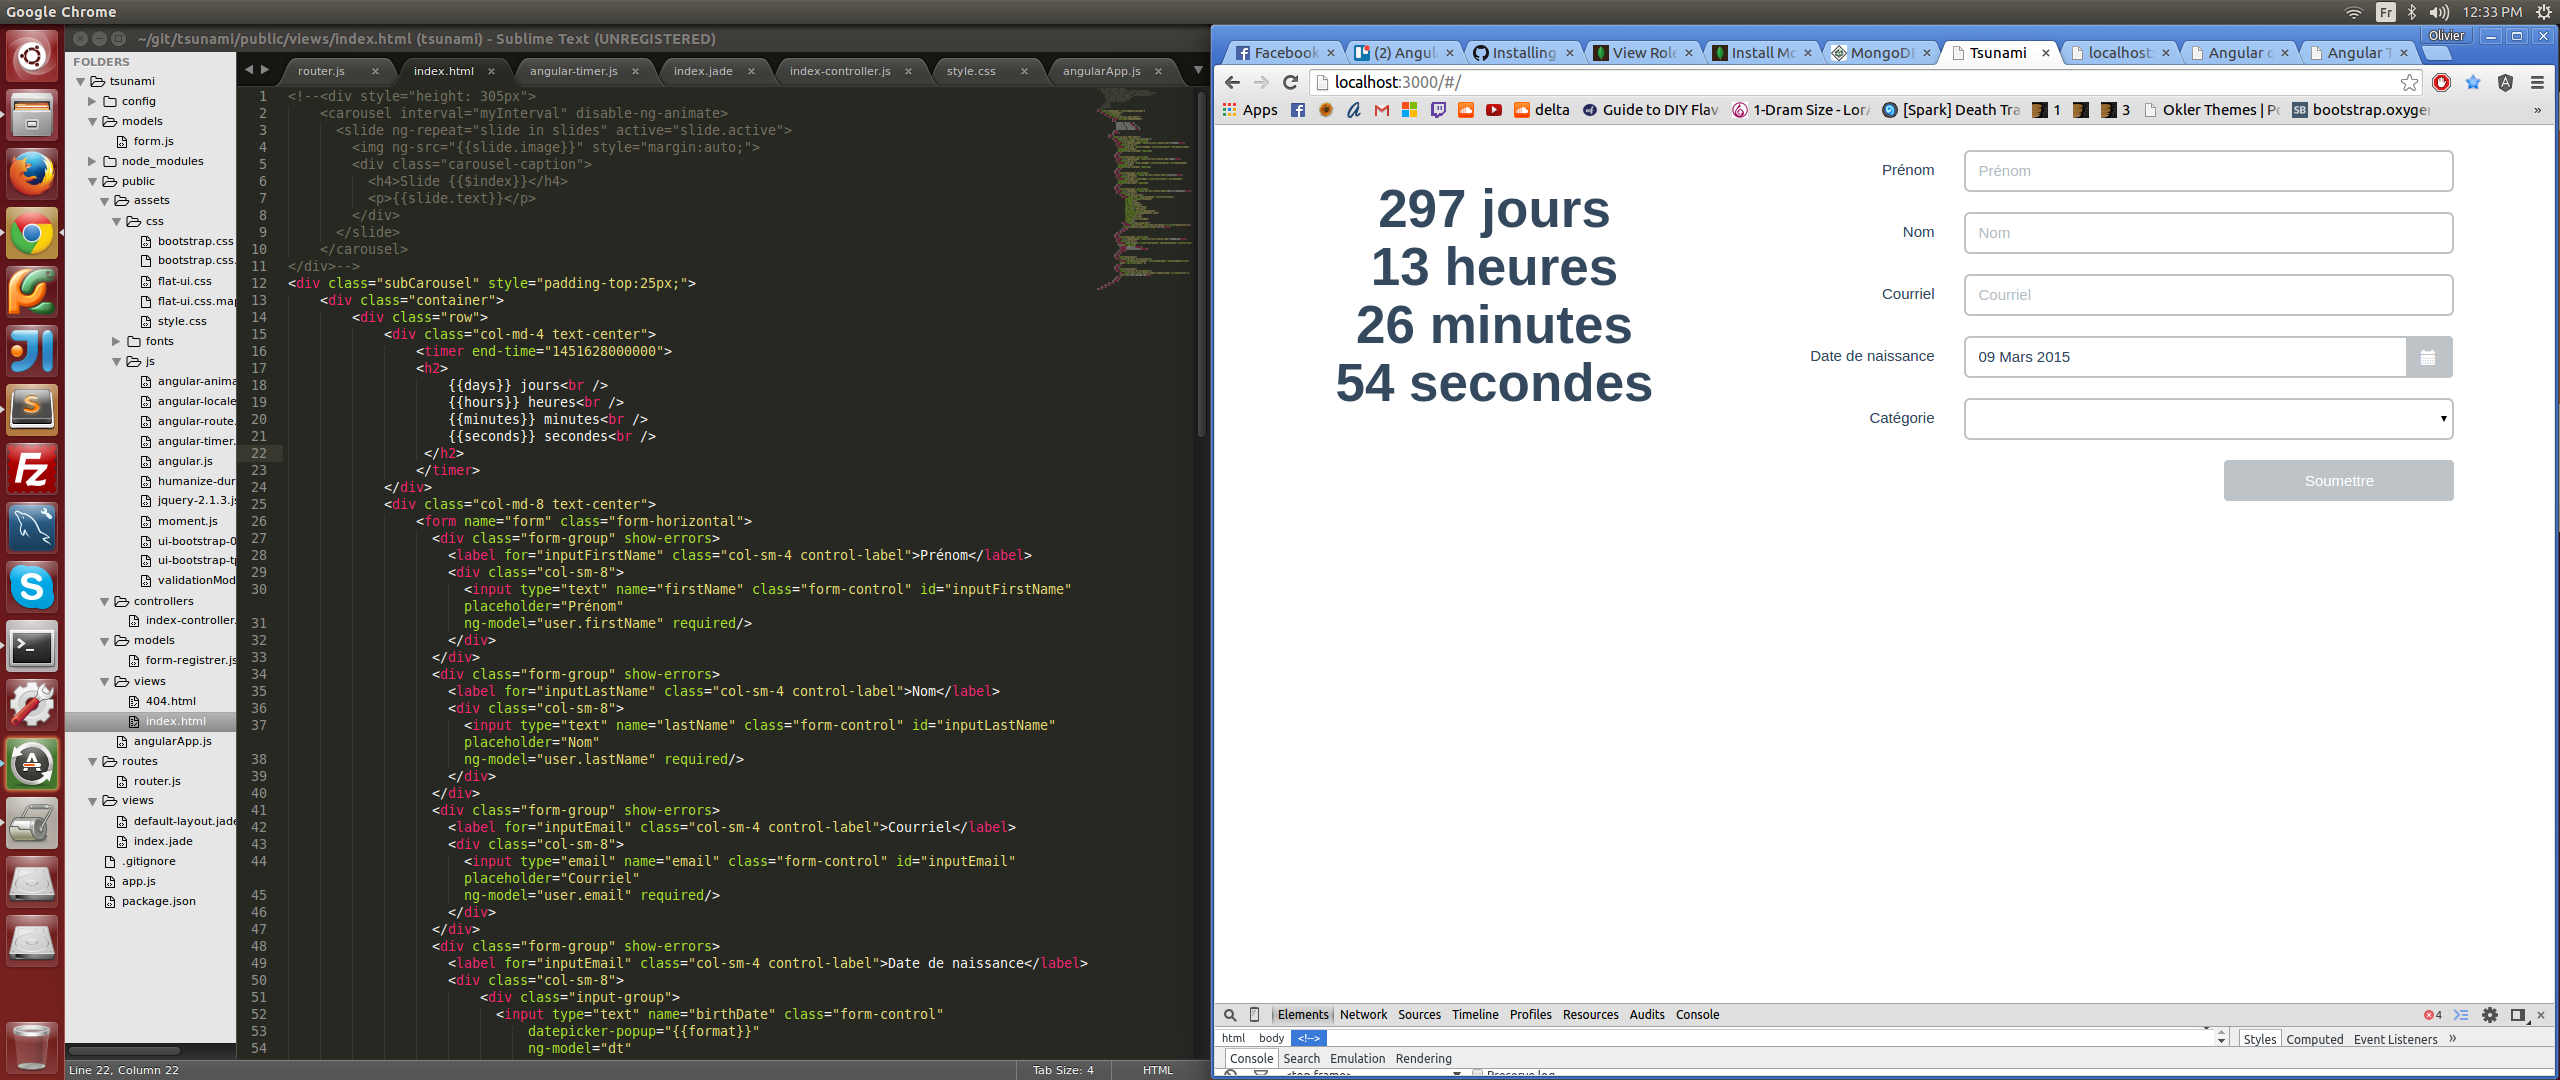 Google Chrome
Fr
12:33 PM
~/git/tsunami/public/views/index.html (tsunami) - Sublime Text (UNREGISTERED)
FOLDERS
tsunami
config
models
form.js
node_modules
public
assets
css
bootstrap.css
bootstrap.css.
flat-ui.css
flat-ui.css.map
style.css
fonts
js
angular-anima
angular-locale
angular-route.
angular-timer.
angular.js
humanize-dur
jquery-2.1.3.js
moment.js
ui-bootstrap-0
ui-bootstrap-tp
validationMod
controllers
index-controller.
models
form-registrer.js
views
404.html
index.html
angularApp.js
routes
router.js
views
default-layout.jade
index.jade
.gitignore
app.js
package.json
router.js
index.html
angular-timer.js
index.jade
index-controller.js
style.css
angularApp.js
1 <!--<div style="height: 305px">
2 <carousel interval="myInterval" disable-ng-animate>
3 <slide ng-repeat="slide in slides" active="slide.active">
4 <img ng-src="{{slide.image}}" style="margin:auto;">
5 <div class="carousel-caption">
6 <h4>Slide {{$index}}</h4>
7 <p>{{slide.text}}</p>
8 </div>
9 </slide>
10 </carousel>
11 </div>-->
12 <div class="subCarousel" style="padding-top:25px;">
13 <div class="container">
14 <div class="row">
15 <div class="col-md-4 text-center">
16 <timer end-time="1451628000000">
17 <h2>
18 {{days}} jours<br />
19 {{hours}} heures<br />
20 {{minutes}} minutes<br />
21 {{seconds}} secondes<br />
22 </h2>
23 </timer>
24 </div>
25 <div class="col-md-8 text-center">
26 <form name="form" class="form-horizontal">
27 <div class="form-group" show-errors>
28 <label for="inputFirstName" class="col-sm-4 control-label">Prénom</label>
29 <div class="col-sm-8">
30 <input type="text" name="firstName" class="form-control" id="inputFirstName"
placeholder="Prénom"
31 ng-model="user.firstName" required/>
32 </div>
33 </div>
34 <div class="form-group" show-errors>
35 <label for="inputLastName" class="col-sm-4 control-label">Nom</label>
36 <div class="col-sm-8">
37 <input type="text" name="lastName" class="form-control" id="inputLastName"
placeholder="Nom"
38 ng-model="user.lastName" required/>
39 </div>
40 </div>
41 <div class="form-group" show-errors>
42 <label for="inputEmail" class="col-sm-4 control-label">Courriel</label>
43 <div class="col-sm-8">
44 <input type="email" name="email" class="form-control" id="inputEmail"
placeholder="Courriel"
45 ng-model="user.email" required/>
46 </div>
47 </div>
48 <div class="form-group" show-errors>
49 <label for="inputEmail" class="col-sm-4 control-label">Date de naissance</label>
50 <div class="col-sm-8">
51 <div class="input-group">
52 <input type="text" name="birthDate" class="form-control"
53 datepicker-popup="{{format}}"
54 ng-model="dt"
Line 22, Column 22
Tab Size: 4
HTML
Olivier
Facebook
(2) Angul
Installing
View Role
Install Mo
MongoDB
Tsunami
localhost:
Angular c
Angular T
localhost:3000/#/
Apps
delta
Guide to DIY Flav
1-Dram Size - LorA
[Spark] Death Tra
1
3
Okler Themes | Po
bootstrap.oxyger
»
297 jours
13 heures
26 minutes
54 secondes
Prénom
Prénom
Nom
Nom
Courriel
Courriel
Date de naissance
09 Mars 2015
Catégorie
Soumettre
Elements Network Sources Timeline Profiles Resources Audits Console
4
html body <!-->
Styles Computed Event Listeners »
Console Search Emulation Rendering
<top frame>
Preserve log